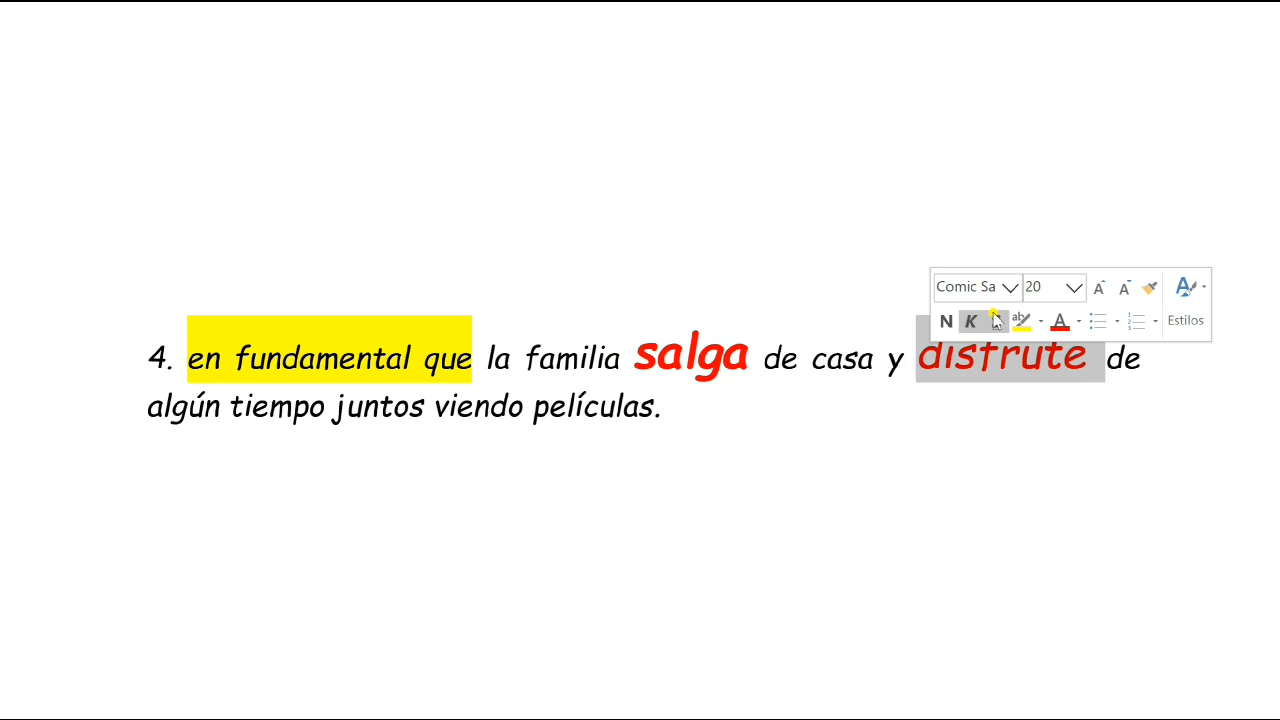 Comic Sa 20 A A A
N K ab A Estilos
4. en fundamental que la familia salga de casa y disfrute de
algún tiempo juntos viendo películas.